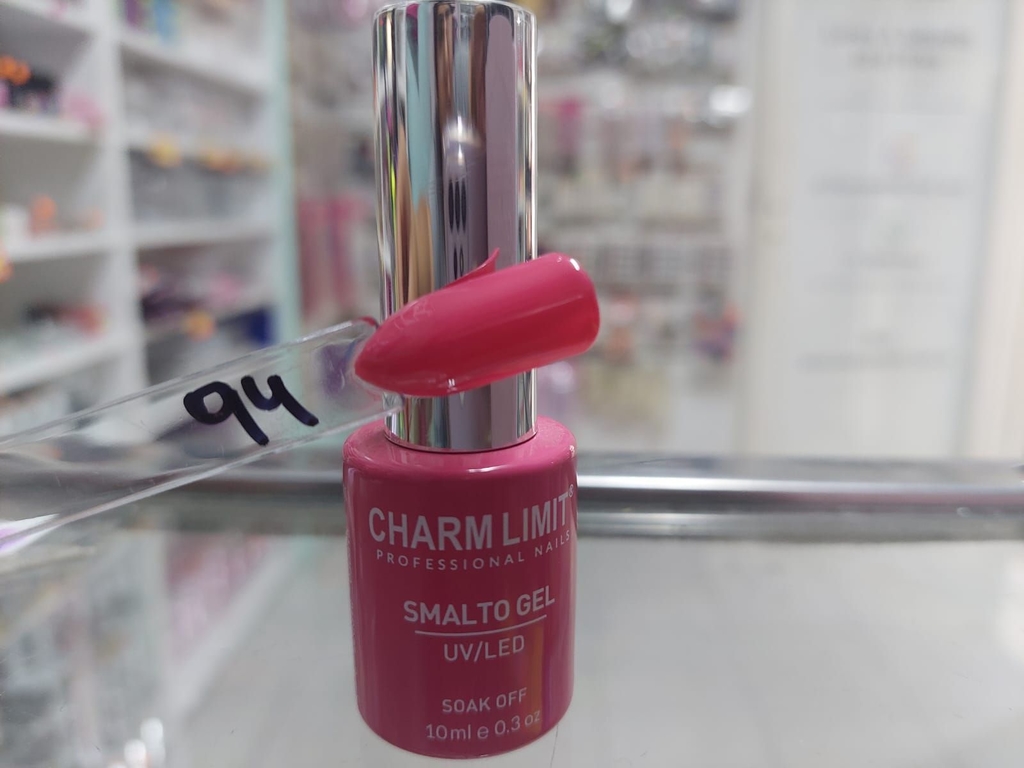 94
CHARM LIMIT®
PROFESSIONAL NAILS
SMALTO GEL
UV/LED
SOAK OFF
10ml e 0.3 oz